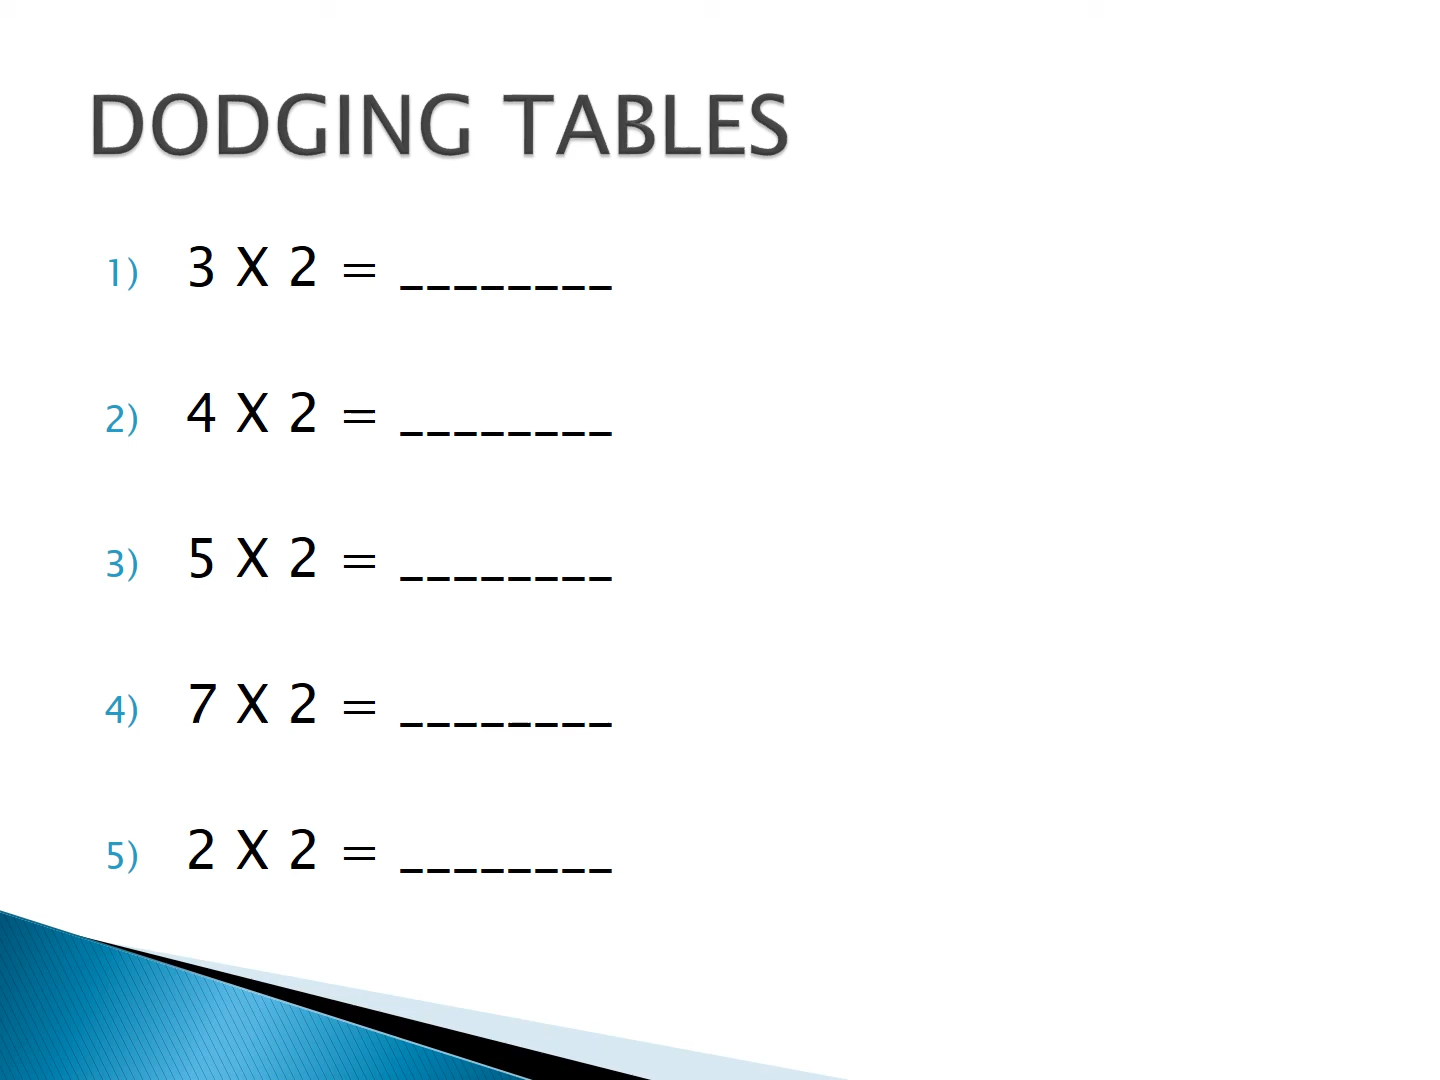 DODGING TABLES
1) 3 X 2 = ________
2) 4 X 2 = ________
3) 5 X 2 = ________
4) 7 X 2 = ________
5) 2 X 2 = ________